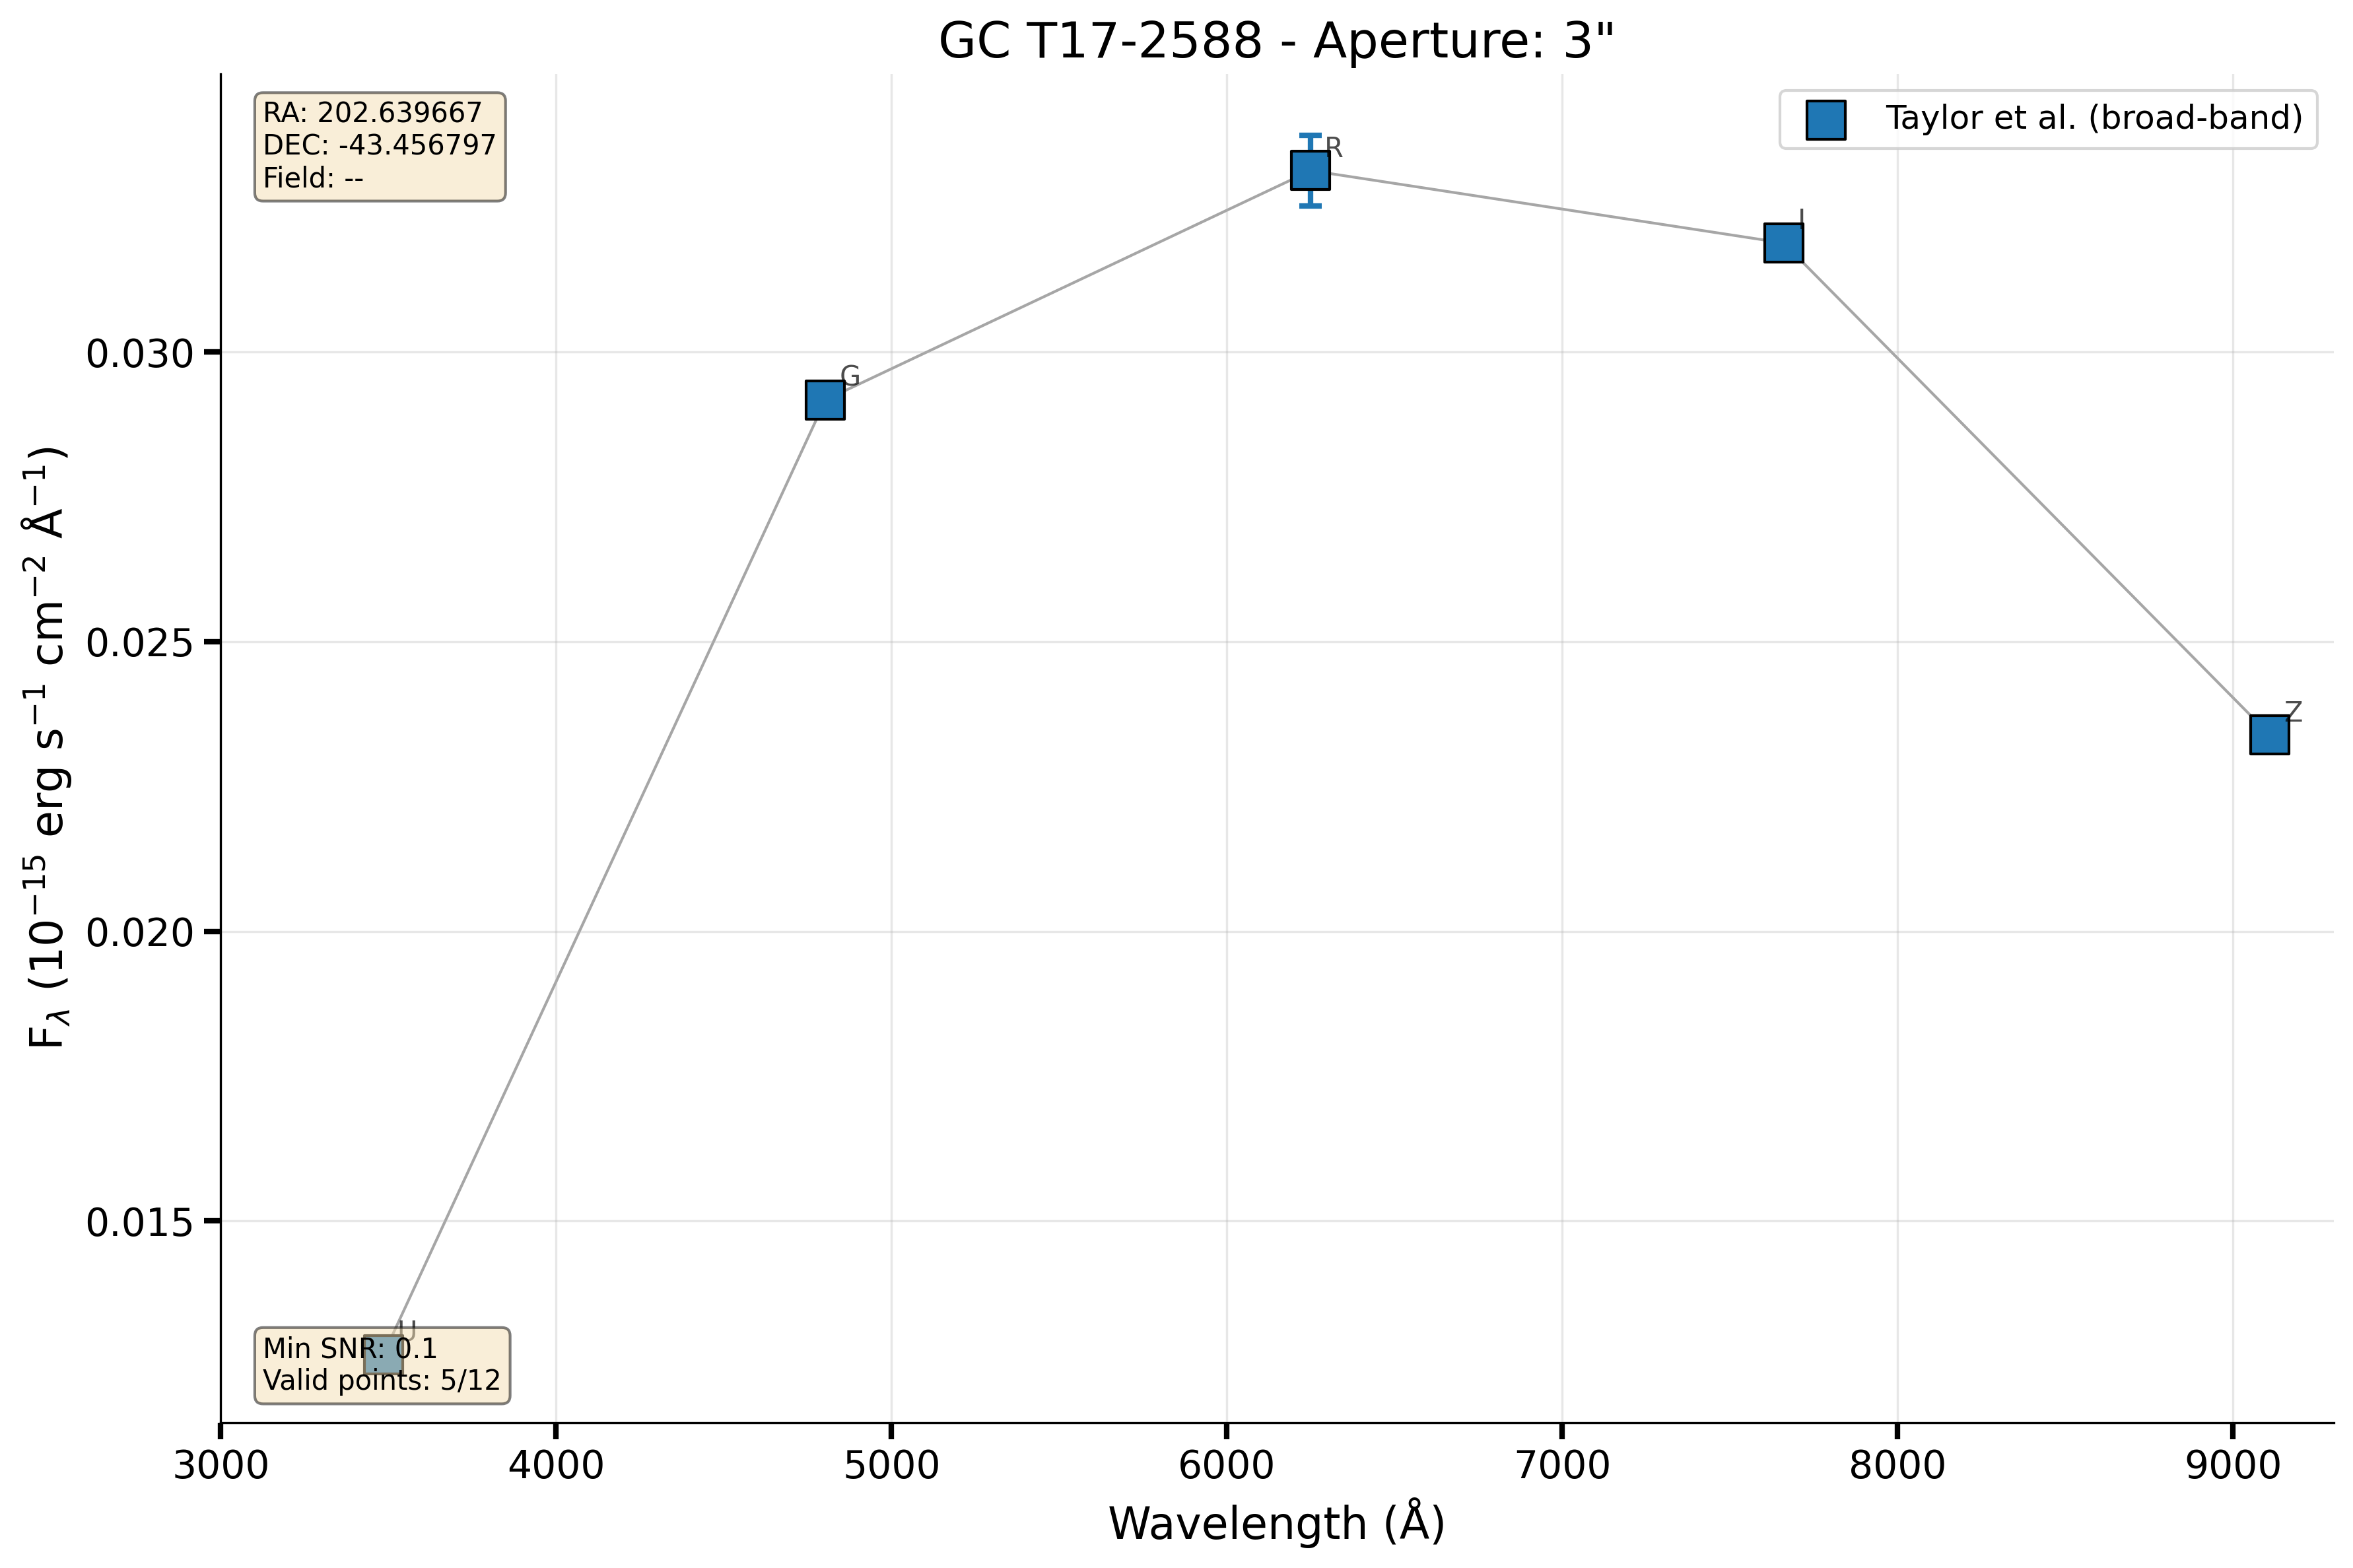 GC T17-2588 - Aperture: 3"
RA: 202.639667
DEC: -43.456797
Field: --
Taylor et al. (broad-band)
R
I
G
Z
U
Min SNR: 0.1
Valid points: 5/12
0.030
0.025
0.020
0.015
F_λ (10⁻¹⁵ erg s⁻¹ cm⁻² Å⁻¹)
3000 4000 5000 6000 7000 8000 9000
Wavelength (Å)